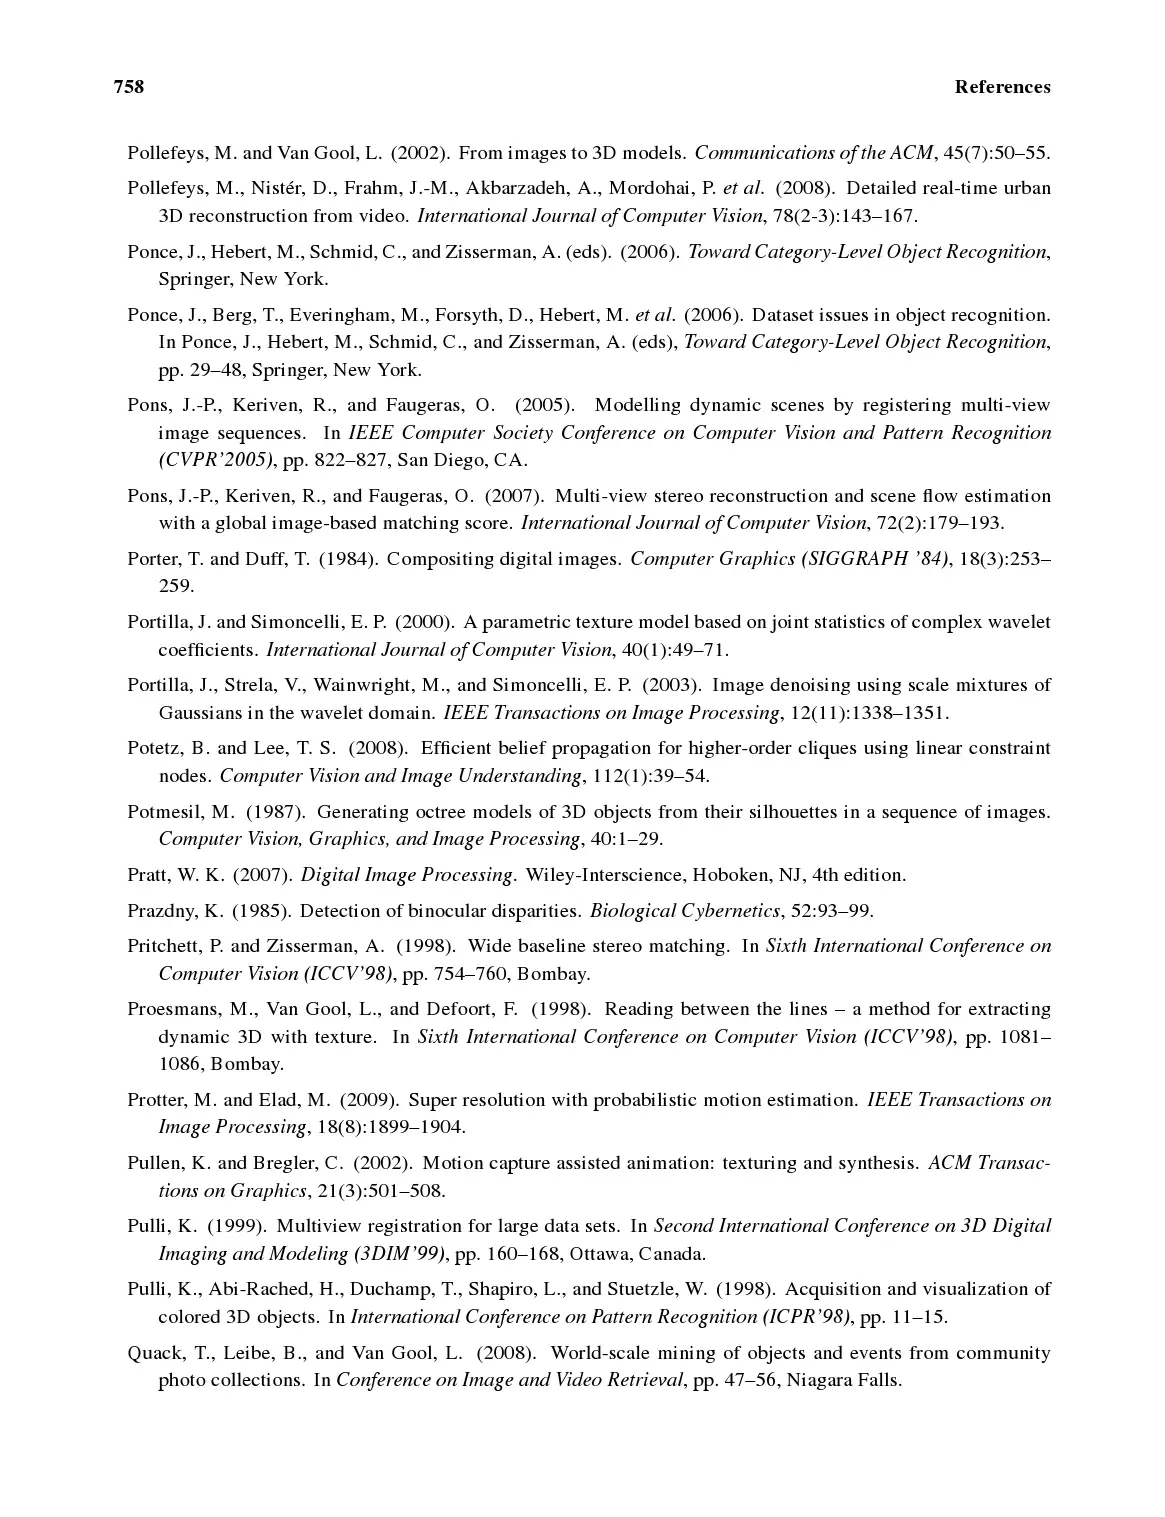 758 References
Pollefeys, M. and Van Gool, L. (2002). From images to 3D models. Communications of the ACM, 45(7):50–55.
Pollefeys, M., Nistér, D., Frahm, J.-M., Akbarzadeh, A., Mordohai, P. et al. (2008). Detailed real-time urban
3D reconstruction from video. International Journal of Computer Vision, 78(2-3):143–167.
Ponce, J., Hebert, M., Schmid, C., and Zisserman, A. (eds). (2006). Toward Category-Level Object Recognition,
Springer, New York.
Ponce, J., Berg, T., Everingham, M., Forsyth, D., Hebert, M. et al. (2006). Dataset issues in object recognition.
In Ponce, J., Hebert, M., Schmid, C., and Zisserman, A. (eds), Toward Category-Level Object Recognition,
pp. 29–48, Springer, New York.
Pons, J.-P., Keriven, R., and Faugeras, O. (2005). Modelling dynamic scenes by registering multi-view
image sequences. In IEEE Computer Society Conference on Computer Vision and Pattern Recognition
(CVPR’2005), pp. 822–827, San Diego, CA.
Pons, J.-P., Keriven, R., and Faugeras, O. (2007). Multi-view stereo reconstruction and scene flow estimation
with a global image-based matching score. International Journal of Computer Vision, 72(2):179–193.
Porter, T. and Duff, T. (1984). Compositing digital images. Computer Graphics (SIGGRAPH ’84), 18(3):253–
259.
Portilla, J. and Simoncelli, E. P. (2000). A parametric texture model based on joint statistics of complex wavelet
coefficients. International Journal of Computer Vision, 40(1):49–71.
Portilla, J., Strela, V., Wainwright, M., and Simoncelli, E. P. (2003). Image denoising using scale mixtures of
Gaussians in the wavelet domain. IEEE Transactions on Image Processing, 12(11):1338–1351.
Potetz, B. and Lee, T. S. (2008). Efficient belief propagation for higher-order cliques using linear constraint
nodes. Computer Vision and Image Understanding, 112(1):39–54.
Potmesil, M. (1987). Generating octree models of 3D objects from their silhouettes in a sequence of images.
Computer Vision, Graphics, and Image Processing, 40:1–29.
Pratt, W. K. (2007). Digital Image Processing. Wiley-Interscience, Hoboken, NJ, 4th edition.
Prazdny, K. (1985). Detection of binocular disparities. Biological Cybernetics, 52:93–99.
Pritchett, P. and Zisserman, A. (1998). Wide baseline stereo matching. In Sixth International Conference on
Computer Vision (ICCV’98), pp. 754–760, Bombay.
Proesmans, M., Van Gool, L., and Defoort, F. (1998). Reading between the lines – a method for extracting
dynamic 3D with texture. In Sixth International Conference on Computer Vision (ICCV’98), pp. 1081–
1086, Bombay.
Protter, M. and Elad, M. (2009). Super resolution with probabilistic motion estimation. IEEE Transactions on
Image Processing, 18(8):1899–1904.
Pullen, K. and Bregler, C. (2002). Motion capture assisted animation: texturing and synthesis. ACM Transac-
tions on Graphics, 21(3):501–508.
Pulli, K. (1999). Multiview registration for large data sets. In Second International Conference on 3D Digital
Imaging and Modeling (3DIM’99), pp. 160–168, Ottawa, Canada.
Pulli, K., Abi-Rached, H., Duchamp, T., Shapiro, L., and Stuetzle, W. (1998). Acquisition and visualization of
colored 3D objects. In International Conference on Pattern Recognition (ICPR’98), pp. 11–15.
Quack, T., Leibe, B., and Van Gool, L. (2008). World-scale mining of objects and events from community
photo collections. In Conference on Image and Video Retrieval, pp. 47–56, Niagara Falls.